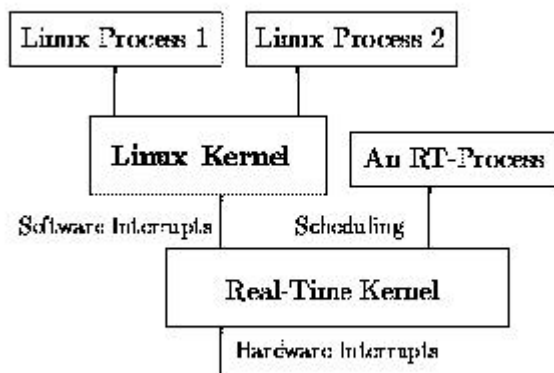 Linux Process 1
Linux Process 2
Linux Kernel
An RT-Process
Software Interrupts
Scheduling
Real-Time Kernel
Hardware Interrupts